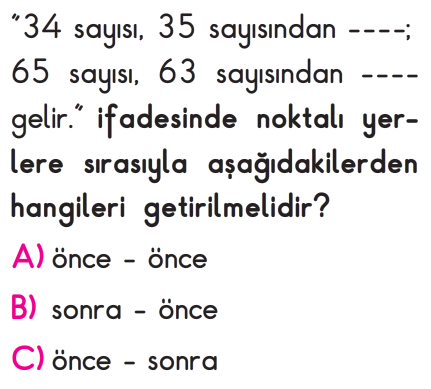 "34 sayısı, 35 sayısından ----;
65 sayısı, 63 sayısından ----
gelir." ifadesinde noktalı yer-
lere sırasıyla aşağıdakilerden
hangileri getirilmelidir?
A) önce - önce
B) sonra - önce
C) önce - sonra